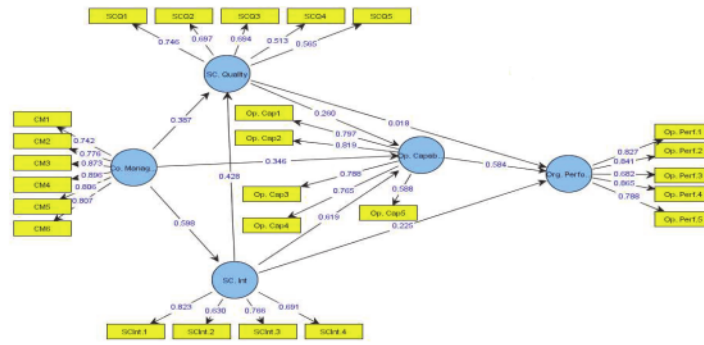 SCQ1 SCQ2 SCQ3 SCQ4 SCQ5
0.746 0.697 0.694 0.513 0.565
SC. Quality
CM1
CM2
CM3
CM4
CM5
CM6
0.742
0.776
0.873
0.896
0.806
0.807
Co. Manag...
0.387
0.346
0.598
0.428
0.260
0.018
Op. Cap1
Op. Cap2
0.797
0.819
Op. Capab...
0.788
0.765
0.588
Op. Cap3
Op. Cap4
Op. Cap5
0.619
0.584
0.225
Org. Perfo...
0.827
0.841
0.682
0.665
0.788
Op. Perf.1
Op. Perf.2
Op. Perf.3
Op. Perf.4
Op. Perf.5
SC. Int
0.823 0.630 0.766 0.691
SCInt.1 SCInt.2 SCInt.3 SCInt.4